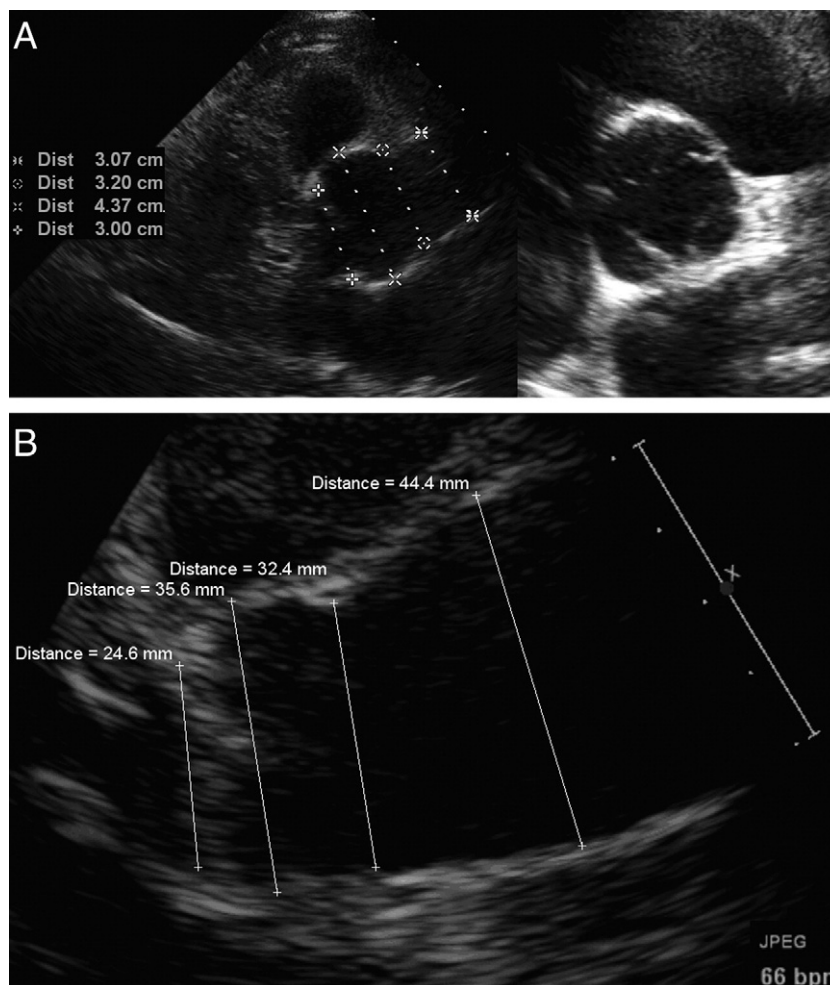 A
Dist 3.07 cm
Dist 3.20 cm
Dist 4.37 cm
Dist 3.00 cm
B
Distance = 44.4 mm
Distance = 32.4 mm
Distance = 35.6 mm
Distance = 24.6 mm
X
JPEG
66 bpm